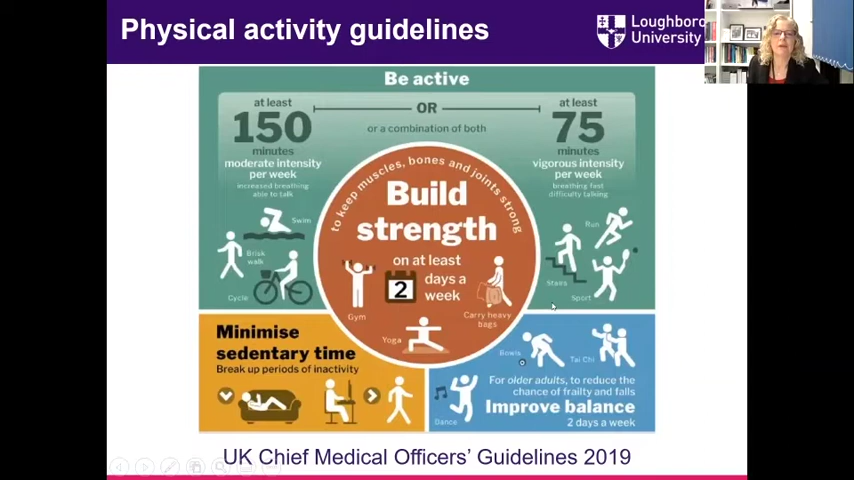 Physical activity guidelines
Loughboro
University
Be active
at least
150
minutes
moderate intensity
per week
increased breathing
able to talk
OR
or a combination of both
at least
75
minutes
vigorous intensity
per week
breathing fast
difficulty talking
Swim
Brisk
walk
Cycle
to keep muscles, bones and joints strong
Build
strength
on at least
2
days a
week
Gym
Yoga
Carry heavy
bags
Run
Stairs
Sport
Minimise
sedentary time
Break up periods of inactivity
Bowls
Tai Chi
Dance
For older adults, to reduce the
chance of frailty and falls
Improve balance
2 days a week
UK Chief Medical Officers' Guidelines 2019